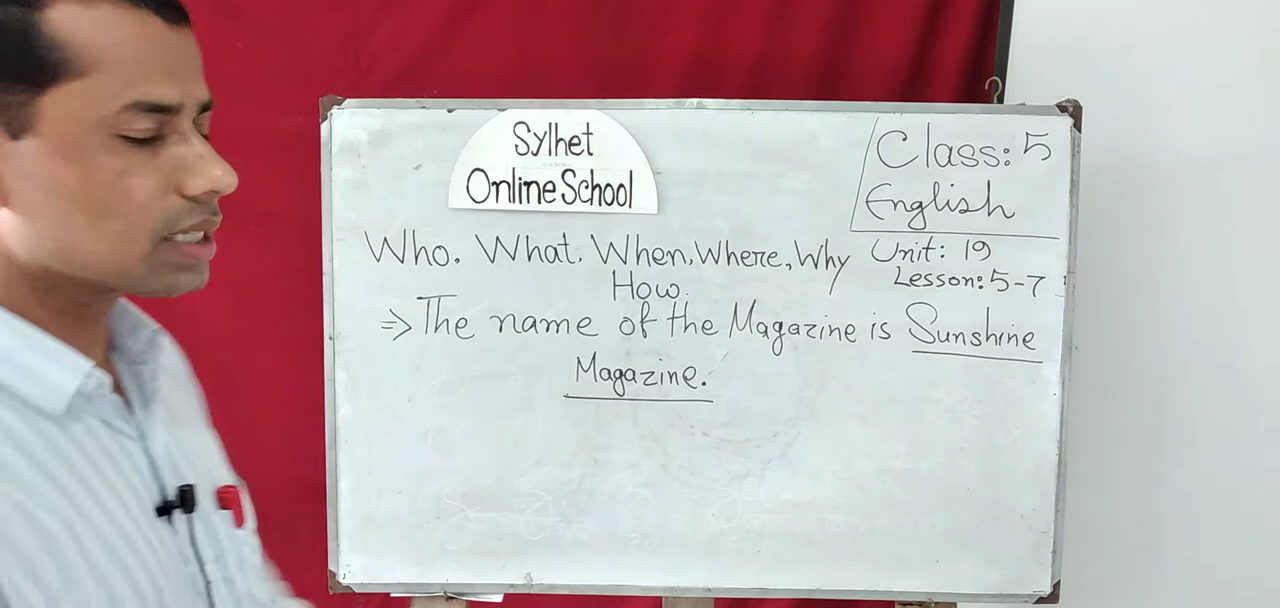 Sylhet
Online School
Class: 5
English
Who. What. When, Where, Why
How.
Unit: 19
Lesson: 5-7
⇒ The name of the Magazine is Sunshine
Magazine.